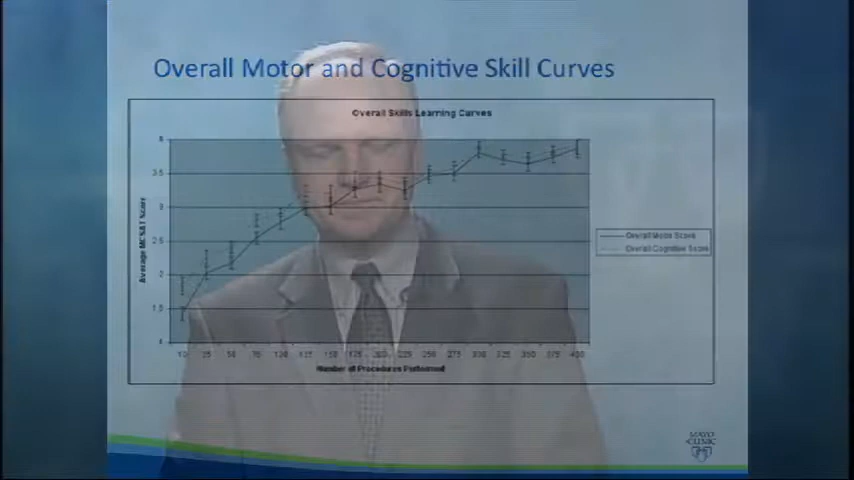 Overall Motor and Cognitive Skill Curves
Overall Skills Learning Curves
Average MCSAT Score
3.5
3
2.5
2
1.5
10 25 50 75 100 125 150 175 200 225 250 275 300 325 350 375 400
Number of Procedures Performed
Overall Motor Score
Overall Cognitive Score
MAYO
CLINIC